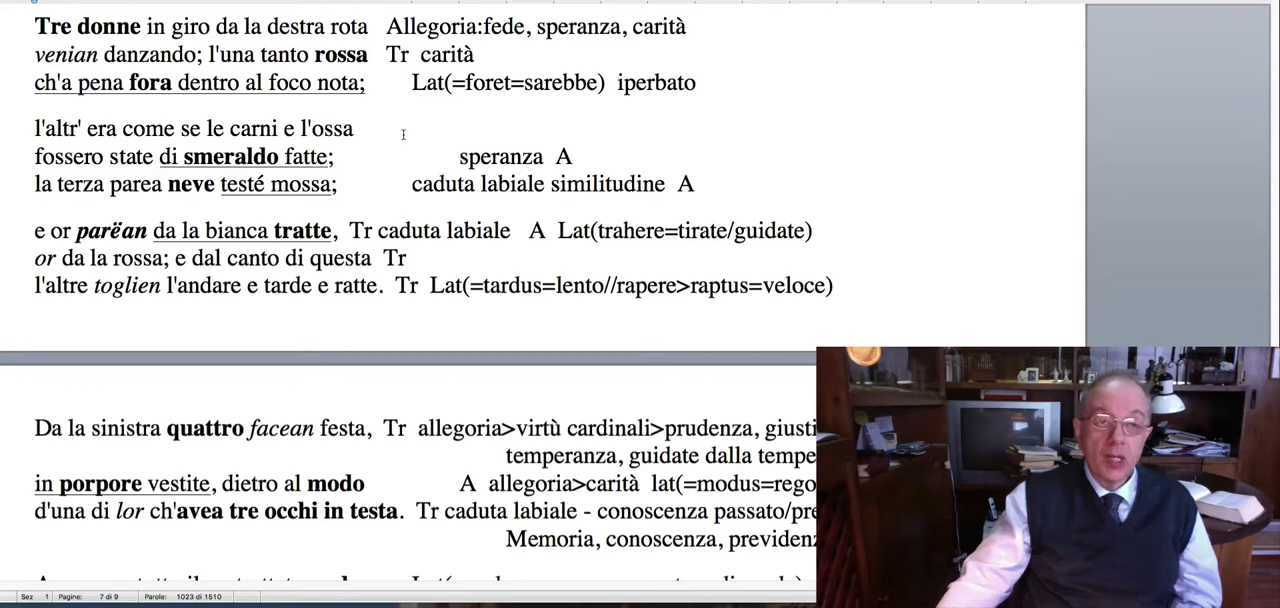 Tre donne in giro da la destra rota Allegoria:fede, speranza, carità
venian danzando; l'una tanto rossa Tr carità
ch'a pena fora dentro al foco nota; Lat(=foret=sarebbe) iperbato
l'altr' era come se le carni e l'ossa
fossero state di smeraldo fatte; speranza A
la terza parea neve testé mossa; caduta labiale similitudine A
e or parëan da la bianca tratte, Tr caduta labiale A Lat(trahere=tirate/guidate)
or da la rossa; e dal canto di questa Tr
l'altre toglien l'andare e tarde e ratte. Tr Lat(=tardus=lento//rapere>raptus=veloce)
Da la sinistra quattro facean festa, Tr allegoria>virtù cardinali>prudenza, giusti
temperanza, guidate dalla tempe
in porpore vestite, dietro al modo A allegoria>carità lat(=modus=rego
d'una di lor ch'avea tre occhi in testa. Tr caduta labiale - conoscenza passato/pre
Memoria, conoscenza, previden
Sez 1 Pagine: 7 di 9 Parole: 1023 di 1510